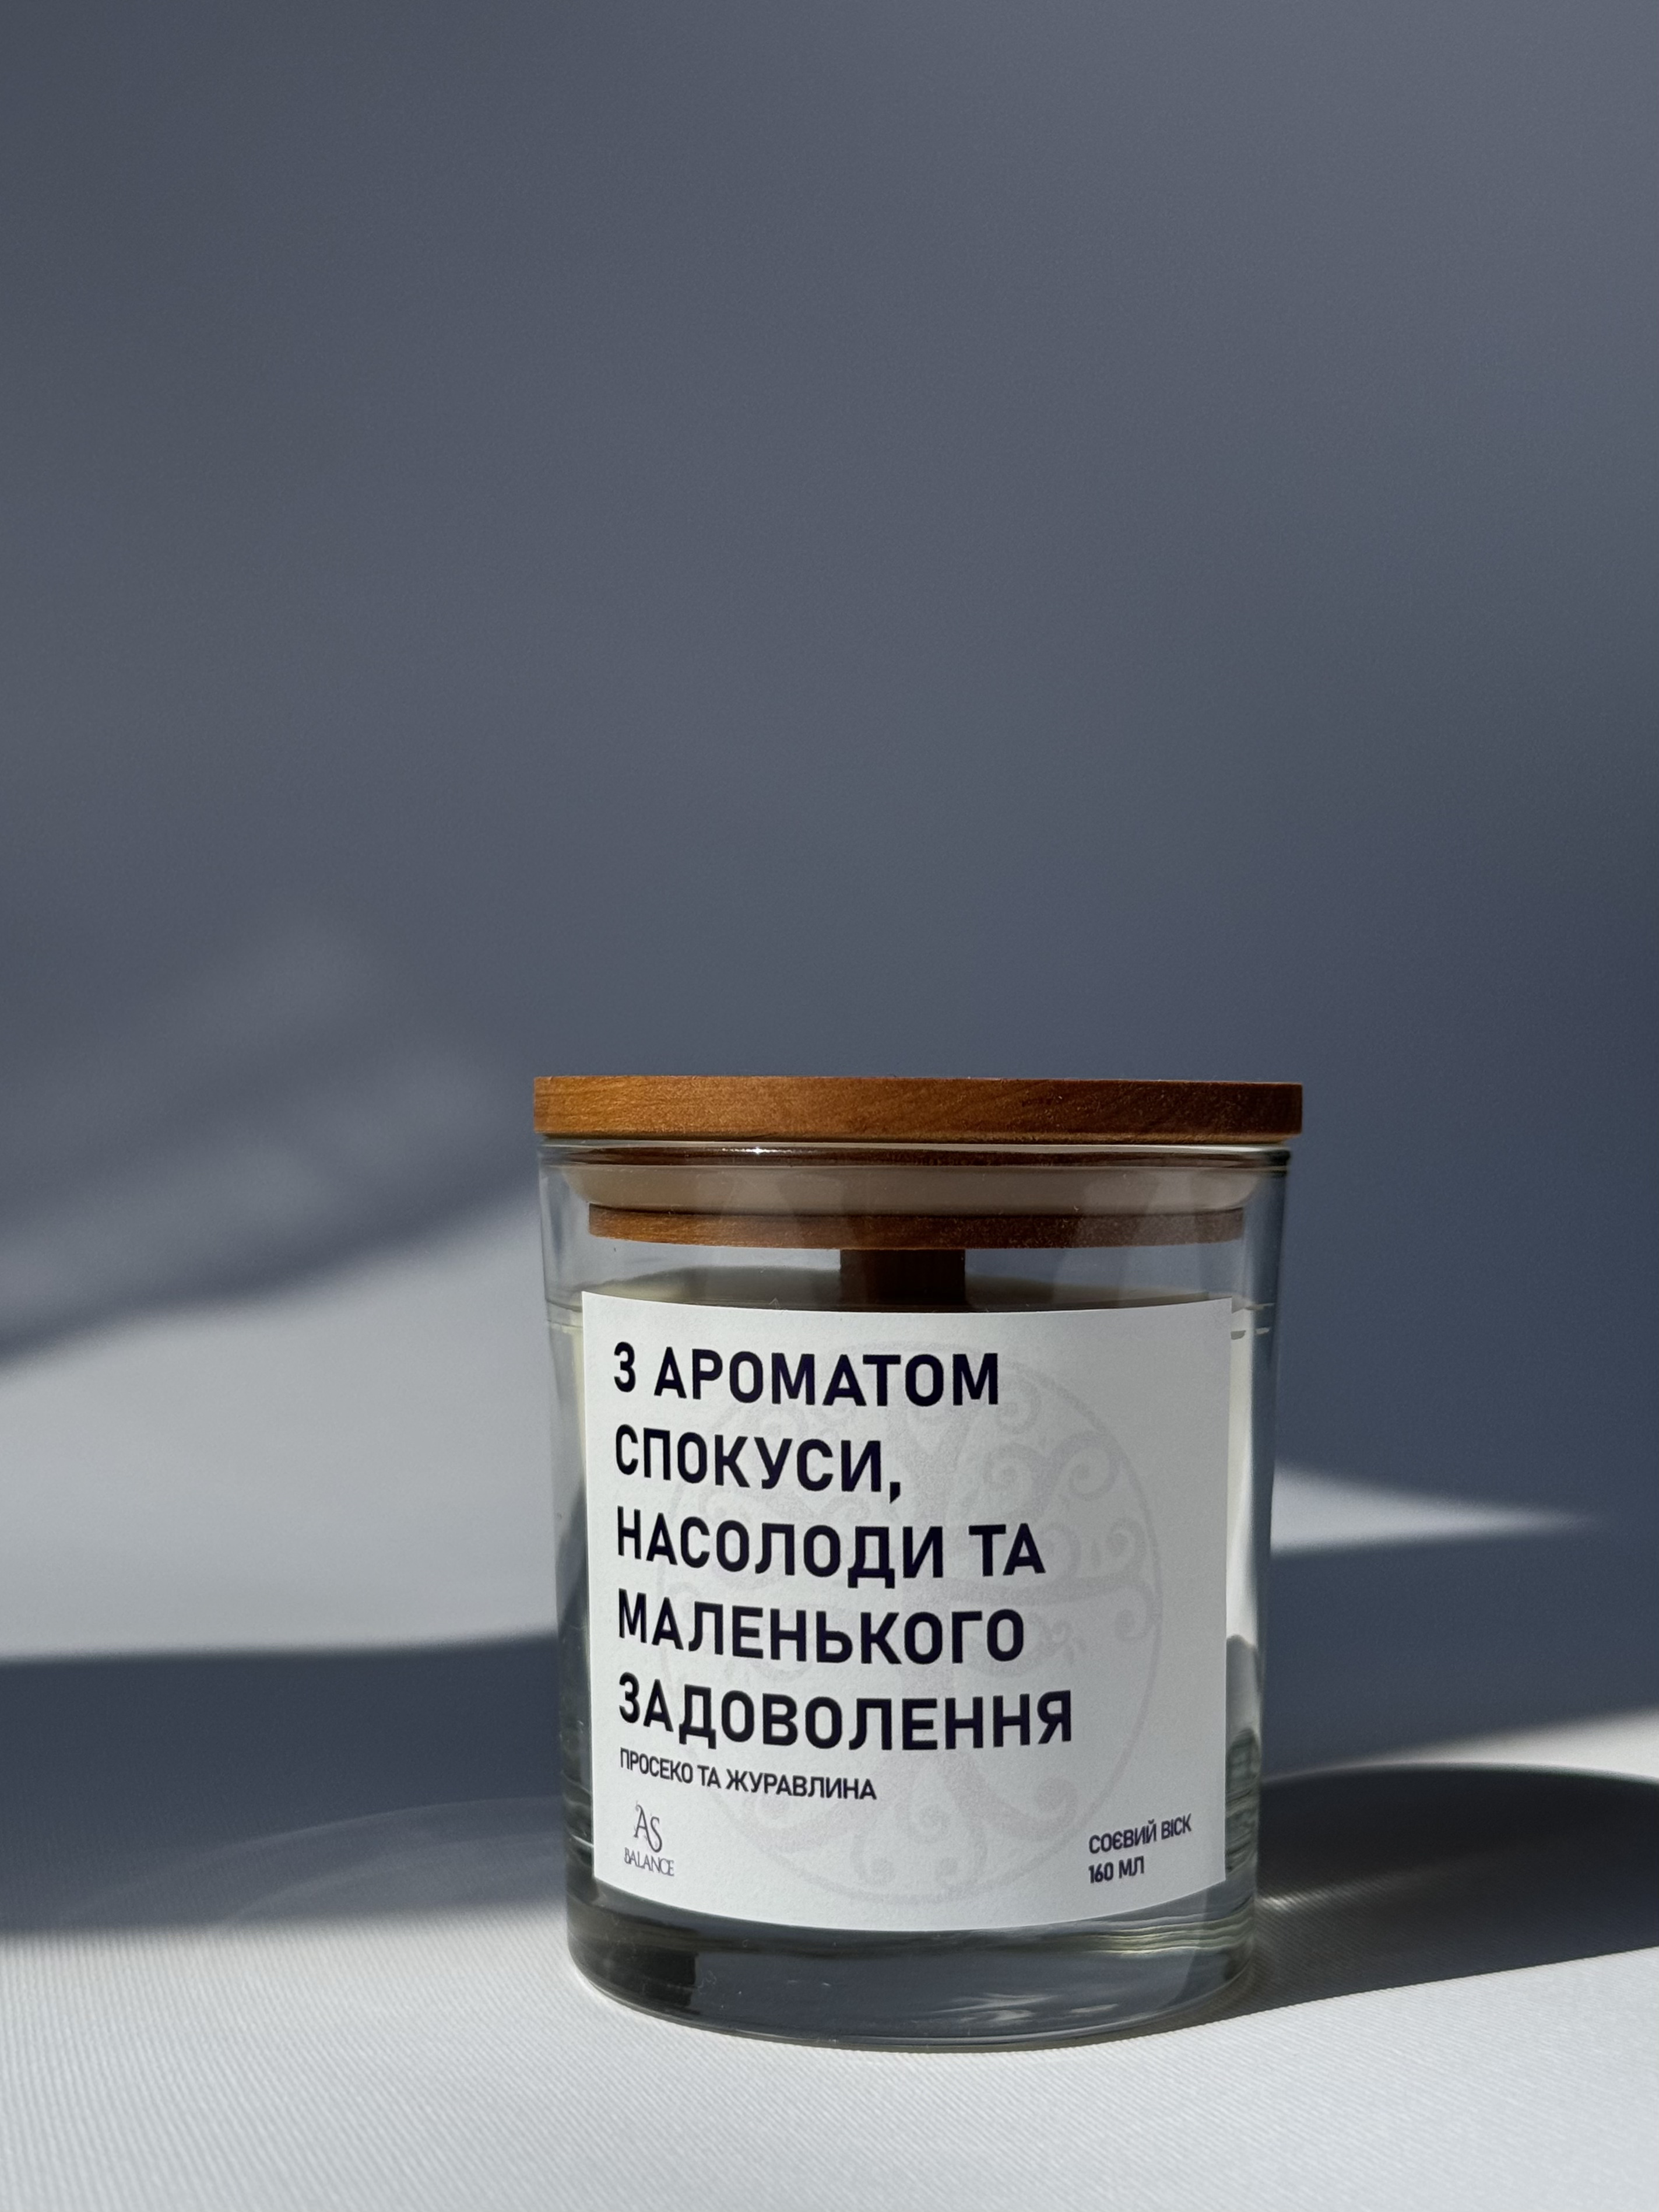 З АРОМАТОМ
СПОКУСИ,
НАСОЛОДИ ТА
МАЛЕНЬКОГО
ЗАДОВОЛЕННЯ
ПРОСЕКО ТА ЖУРАВЛИНА
AS
BALANCE
СОЄВИЙ ВІСК
160 МЛ